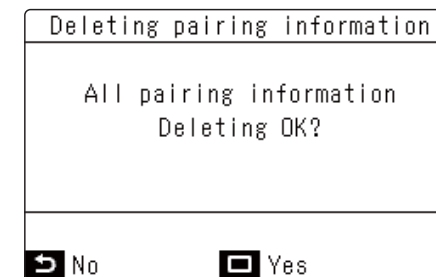 Deleting pairing information
All pairing information
Deleting OK?
No Yes